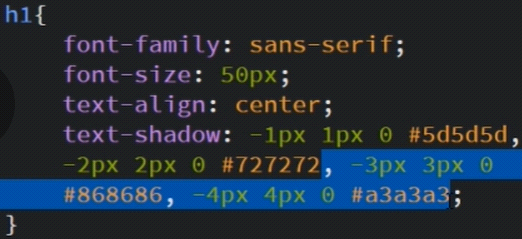 h1{
font-family: sans-serif;
font-size: 50px;
text-align: center;
text-shadow: -1px 1px 0 #5d5d5d,
-2px 2px 0 #727272, -3px 3px 0
#868686, -4px 4px 0 #a3a3a3;
}